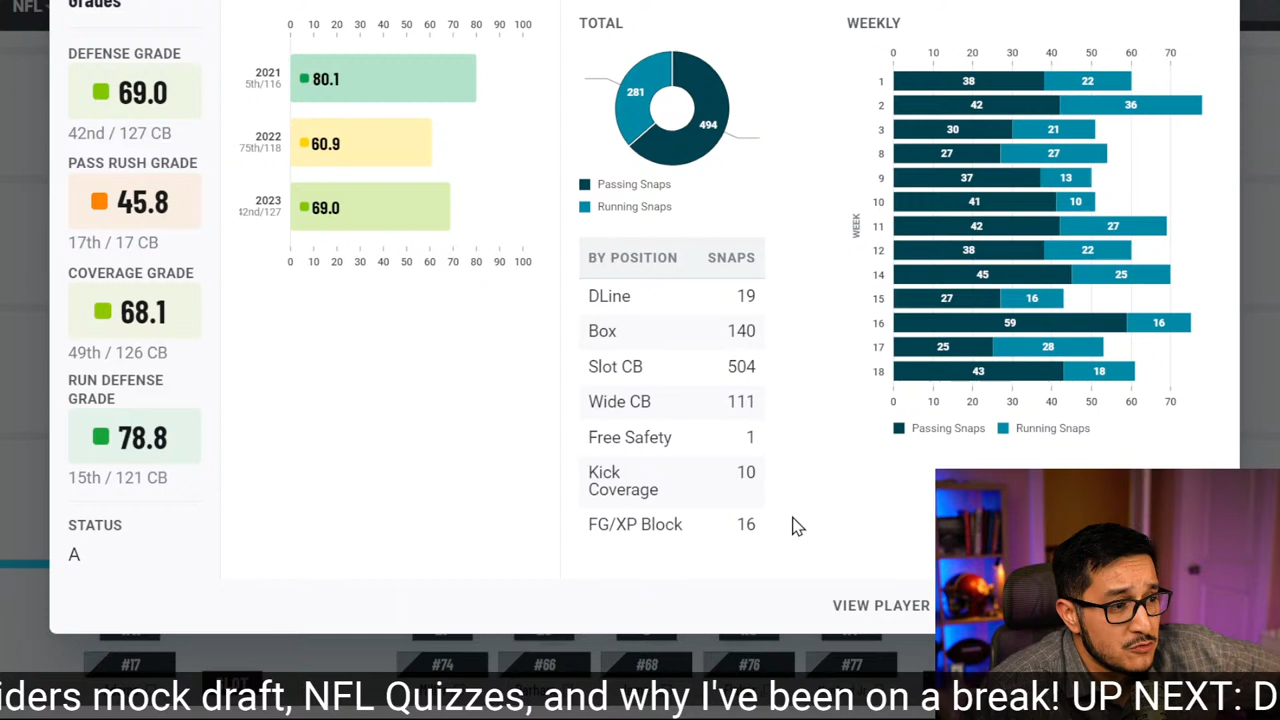 NFL
Grades
DEFENSE GRADE
69.0
42nd / 127 CB
PASS RUSH GRADE
45.8
17th / 17 CB
COVERAGE GRADE
68.1
49th / 126 CB
RUN DEFENSE
GRADE
78.8
15th / 121 CB
STATUS
A
0 10 20 30 40 50 60 70 80 90 100
2021
5th/116
80.1
2022
75th/118
60.9
2023
42nd/127
69.0
0 10 20 30 40 50 60 70 80 90 100
TOTAL
281
494
Passing Snaps
Running Snaps
BY POSITION SNAPS
DLine 19
Box 140
Slot CB 504
Wide CB 111
Free Safety 1
Kick
Coverage 10
FG/XP Block 16
WEEKLY
0 10 20 30 40 50 60 70
1 38 22
2 42 36
3 30 21
8 27 27
9 37 13
10 41 10
11 42 27
12 38 22
14 45 25
15 27 16
16 59 16
17 25 28
18 43 18
WEEK
0 10 20 30 40 50 60 70
Passing Snaps Running Snaps
VIEW PLAYER
#17 #74 #66 #68 #76 #77
iders mock draft, NFL Quizzes, and why I've been on a break! UP NEXT: D